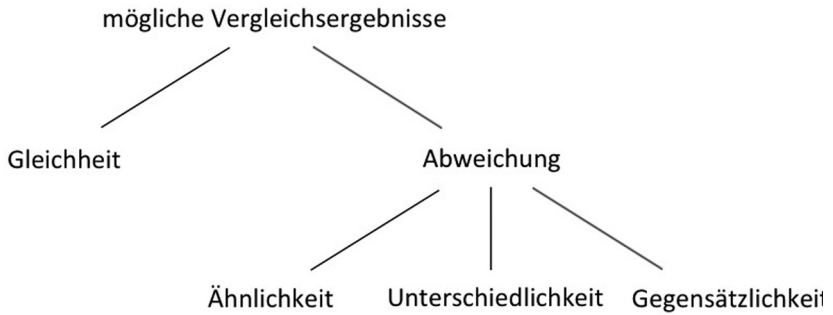 mögliche Vergleichsergebnisse
Gleichheit
Abweichung
Ähnlichkeit
Unterschiedlichkeit
Gegensätzlichkeit